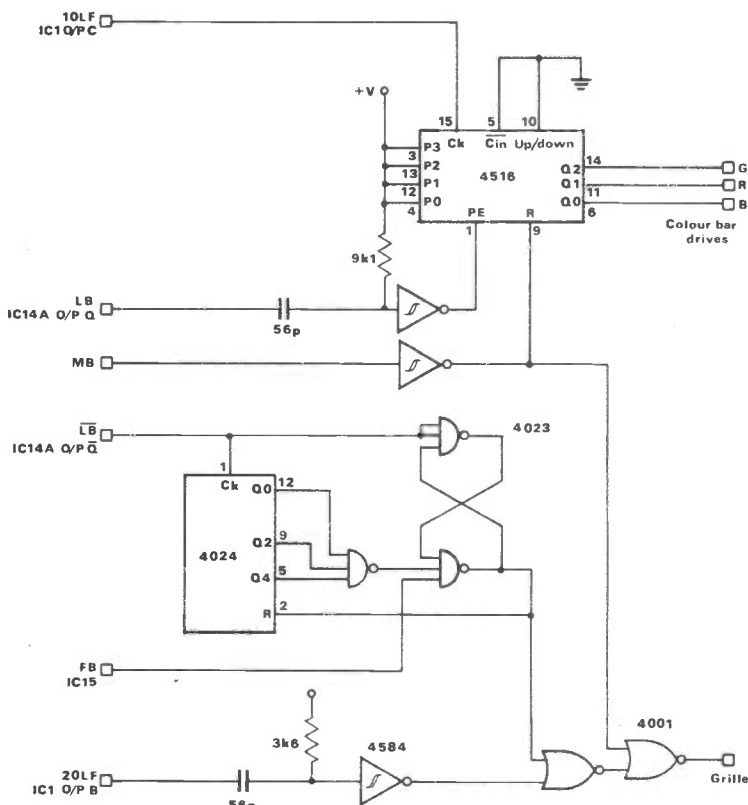 10LF
IC10/PC
+V
15
5
10
Ck
Cin Up/down
P3
3
P2
13
P1
12
P0
4
4516
Q2
14
Q1
11
Q0
6
PE
R
1
9
G
R
B
Colour bar
drives
9k1
LB
IC14A O/P Q
56p
MB
LB
IC14A O/P Q
4023
1
Ck
Q0
12
Q2
9
4024
Q4
5
R
2
FB
IC15
3k6
4584
4001
20LF
IC1 O/P B
56p
Grille